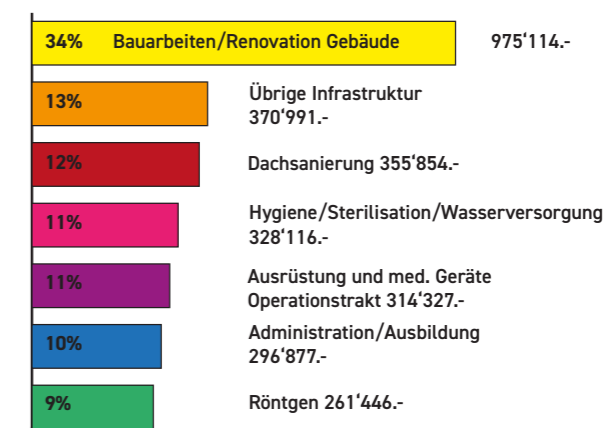 34% Bauarbeiten/Renovation Gebäude 975‘114.-
13% Übrige Infrastruktur
370‘991.-
12% Dachsanierung 355‘854.-
11% Hygiene/Sterilisation/Wasserversorgung
328‘116.-
11% Ausrüstung und med. Geräte
Operationstrakt 314‘327.-
10% Administration/Ausbildung
296‘877.-
9% Röntgen 261‘446.-